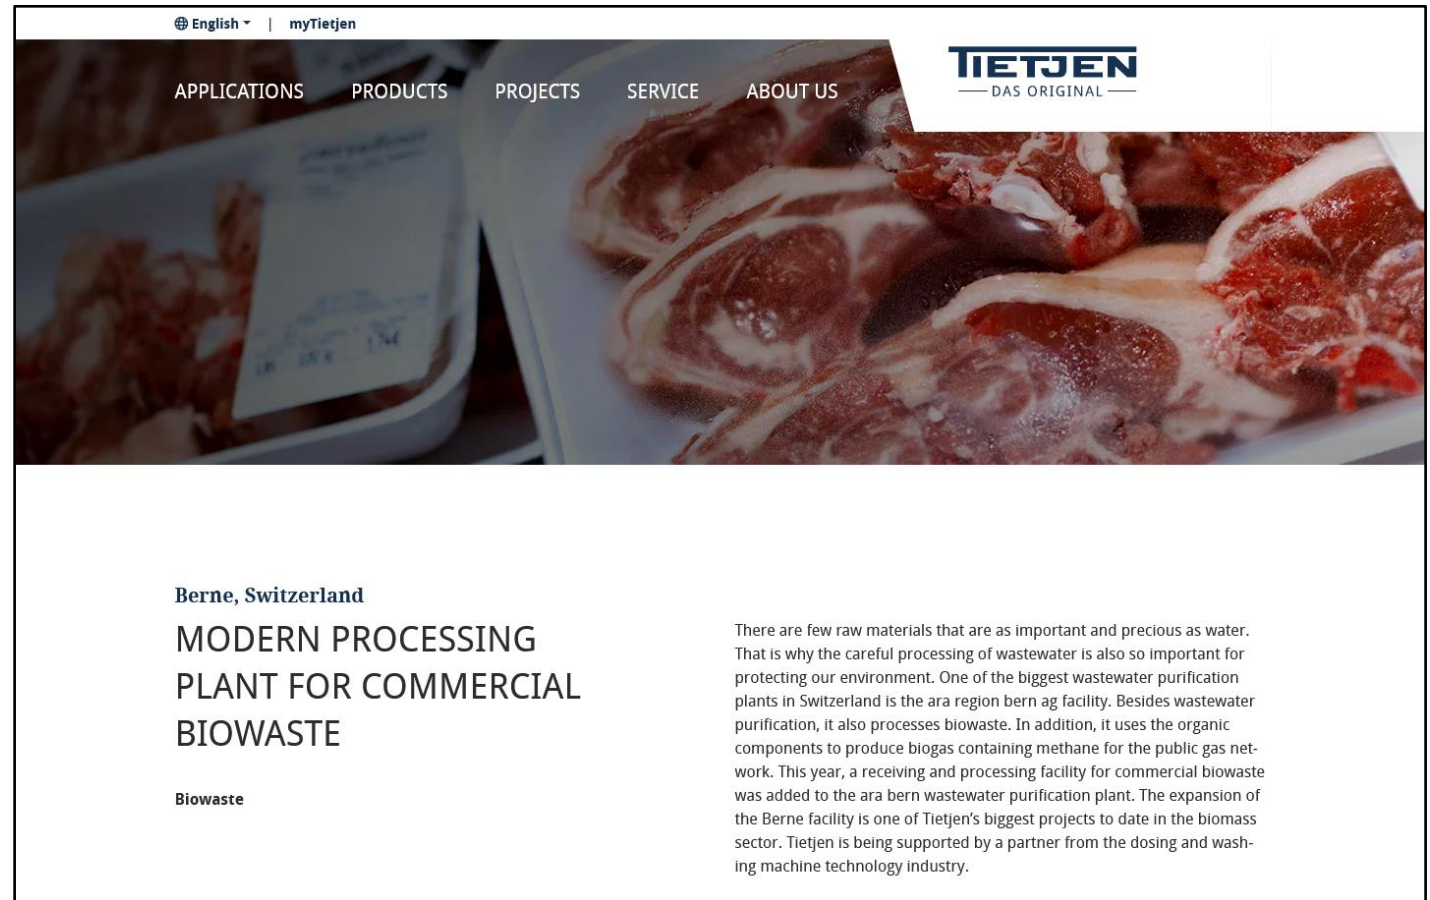 English
|
myTietjen
APPLICATIONS
PRODUCTS
PROJECTS
SERVICE
ABOUT US
TIETJEN
DAS ORIGINAL
Berne, Switzerland
MODERN PROCESSING
PLANT FOR COMMERCIAL
BIOWASTE
Biowaste
There are few raw materials that are as important and precious as water.
That is why the careful processing of wastewater is also so important for
protecting our environment. One of the biggest wastewater purification
plants in Switzerland is the ara region bern ag facility. Besides wastewater
purification, it also processes biowaste. In addition, it uses the organic
components to produce biogas containing methane for the public gas net-
work. This year, a receiving and processing facility for commercial biowaste
was added to the ara bern wastewater purification plant. The expansion of
the Berne facility is one of Tietjen's biggest projects to date in the biomass
sector. Tietjen is being supported by a partner from the dosing and wash-
ing machine technology industry.